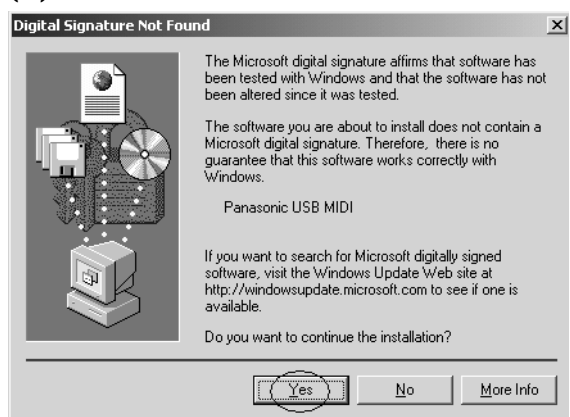 Digital Signature Not Found
The Microsoft digital signature affirms that software has
been tested with Windows and that the software has not
been altered since it was tested.
The software you are about to install does not contain a
Microsoft digital signature. Therefore, there is no
guarantee that this software works correctly with
Windows.
Panasonic USB MIDI
If you want to search for Microsoft digitally signed
software, visit the Windows Update Web site at
http://windowsupdate.microsoft.com to see if one is
available.
Do you want to continue the installation?
Yes No More Info